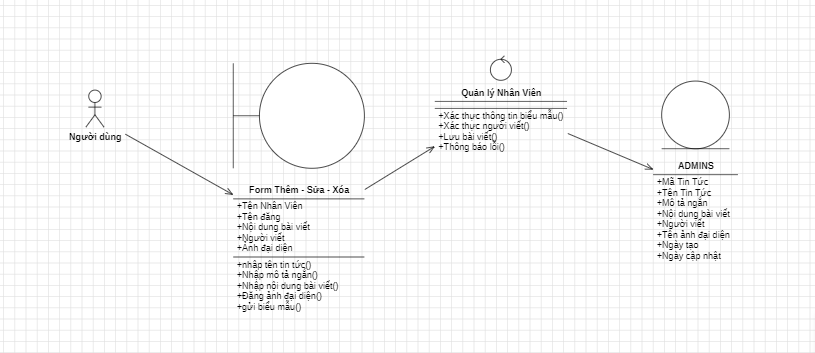 Người dùng
Form Thêm - Sửa - Xóa
+Tên Nhân Viên
+Tên đăng
+Nội dung bài viết
+Người viết
+Ảnh đại diện
+nhập tên tin tức()
+Nhập mô tả ngắn()
+Nhập nội dung bài viết()
+Đăng ảnh đại diện()
+gửi biểu mẫu()
Quản lý Nhân Viên
+Xác thực thông tin biểu mẫu()
+Xác thực người viết()
+Lưu bài viết()
+Thông báo lỗi()
ADMINS
+Mã Tin Tức
+Tên Tin Tức
+Mô tả ngắn
+Nội dung bài viết
+Người viết
+Tên ảnh đại diện
+Ngày tạo
+Ngày cập nhật